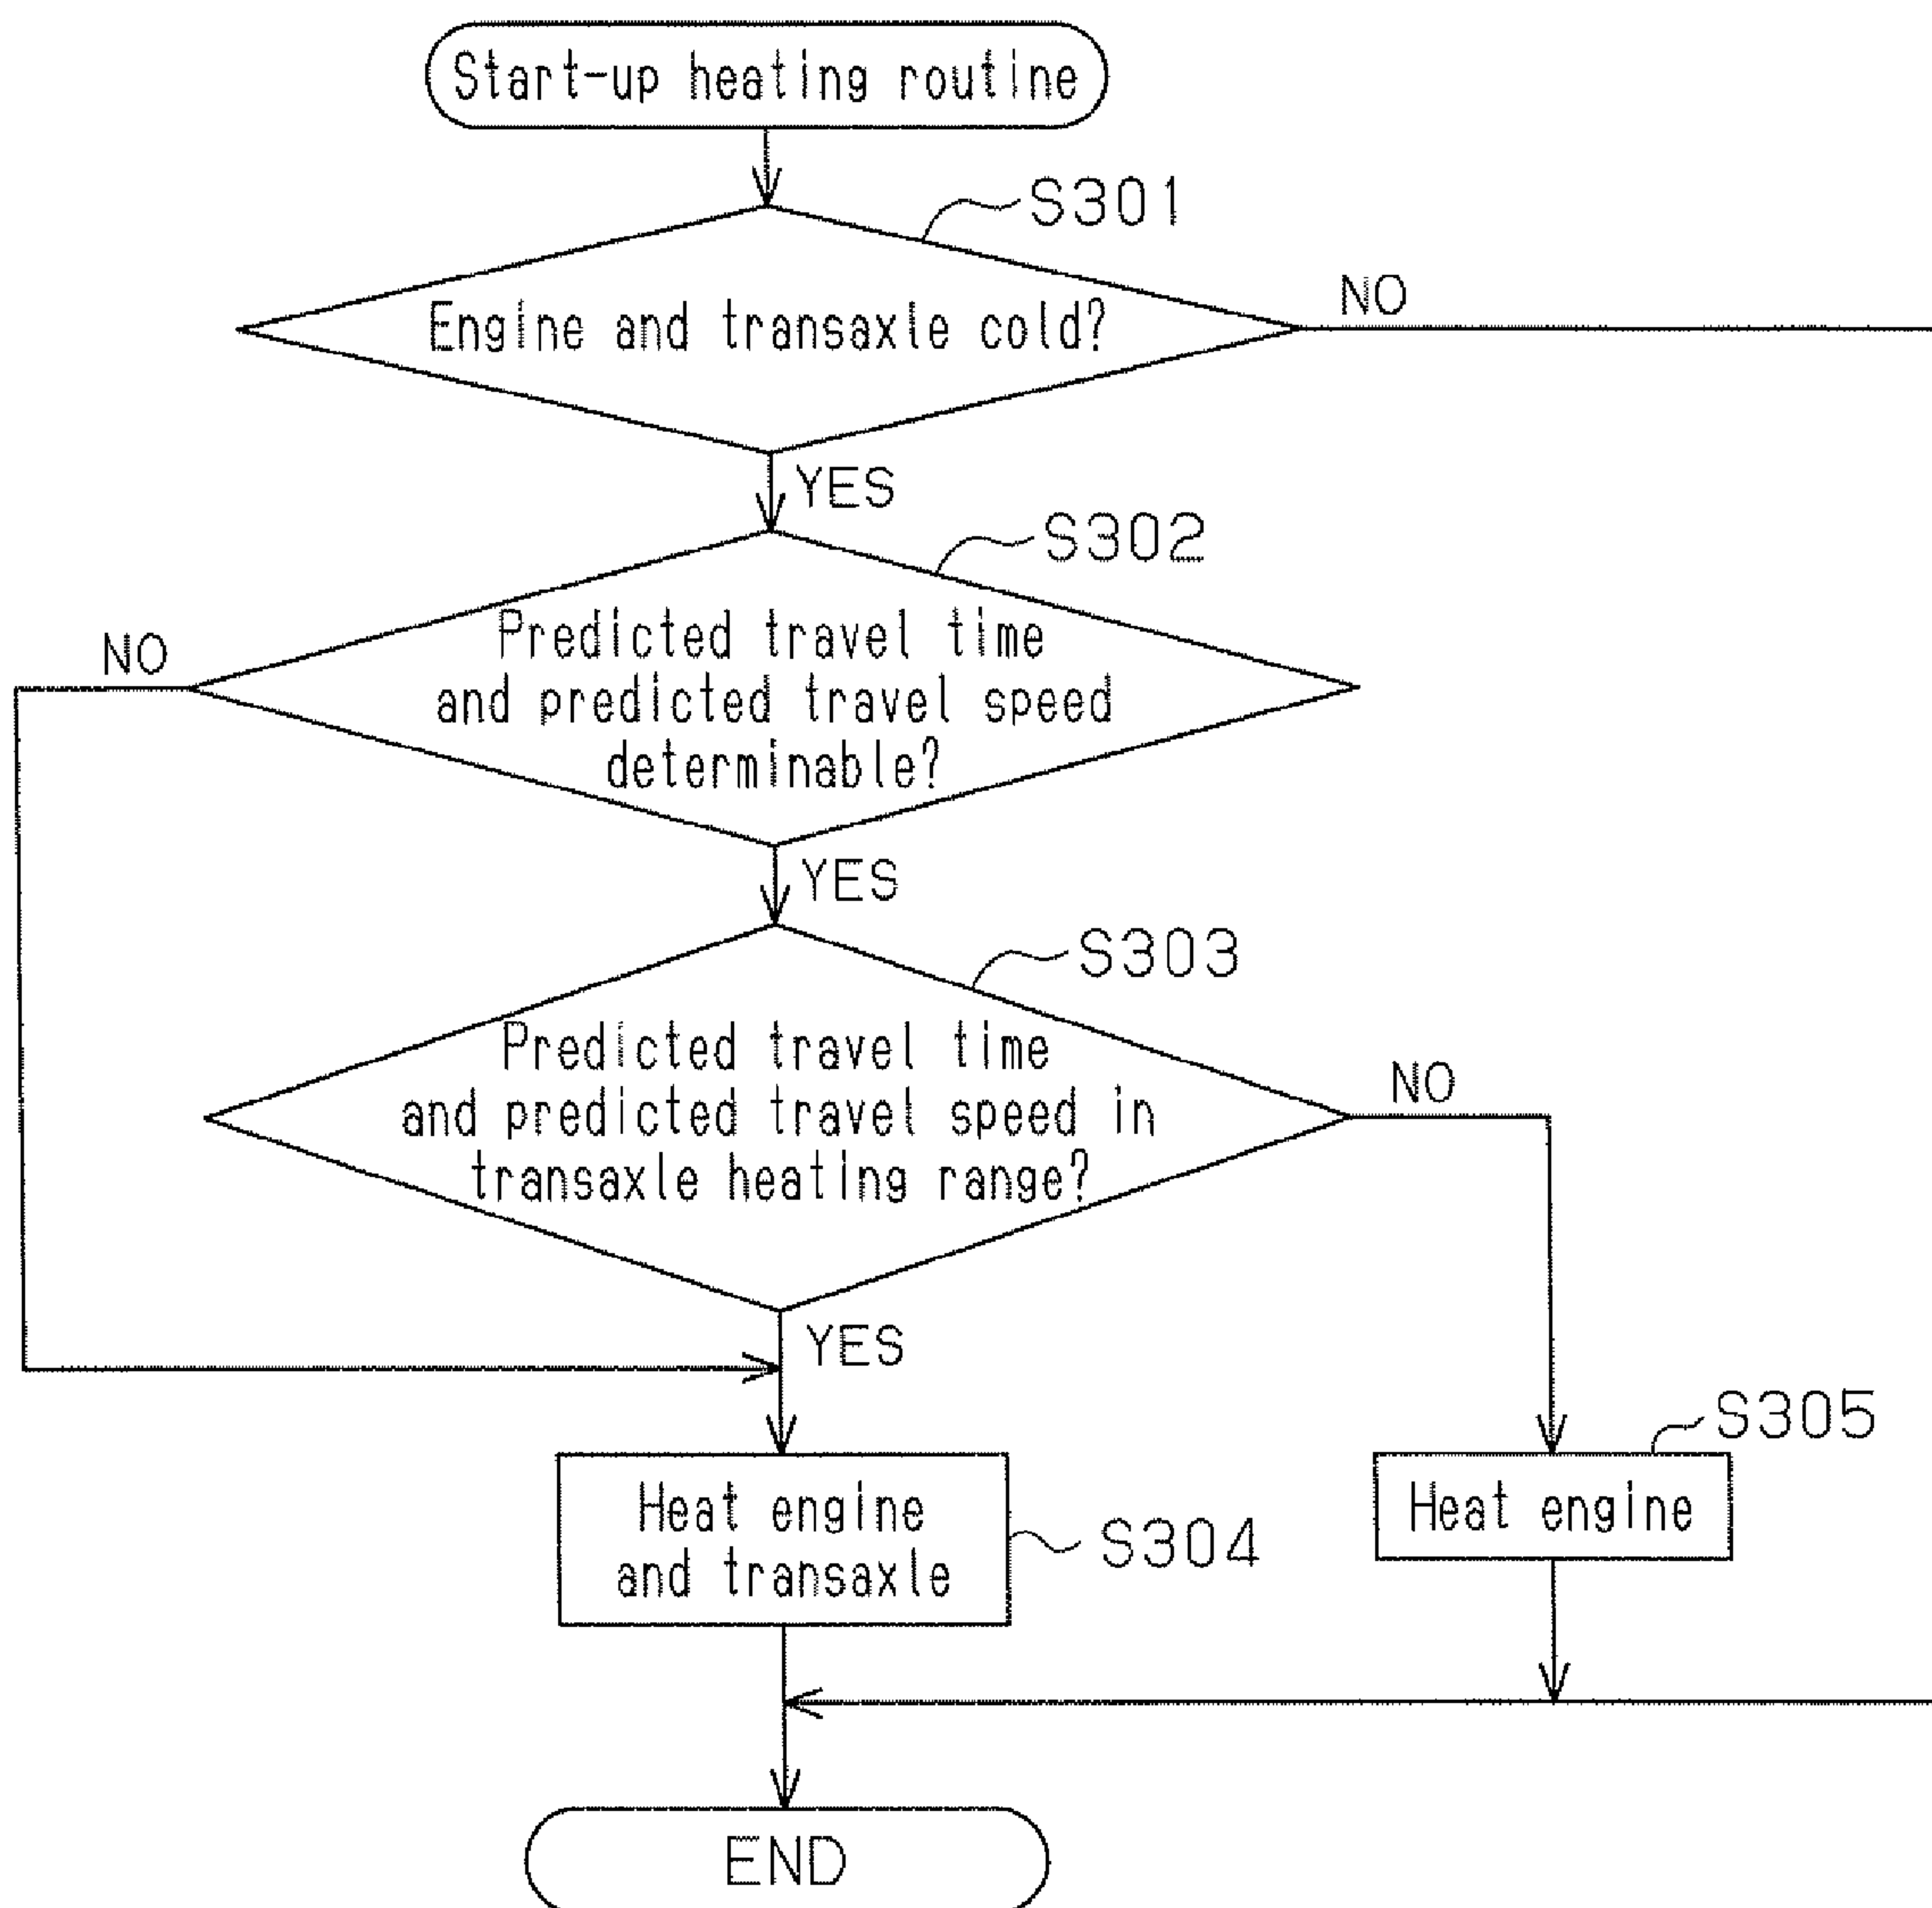 Start-up heating routine
S301
Engine and transaxle cold?
NO
YES
S302
Predicted travel time
and predicted travel speed
determinable?
NO
YES
S303
Predicted travel time
and predicted travel speed in
transaxle heating range?
NO
YES
Heat engine
and transaxle
S304
S305
Heat engine
END